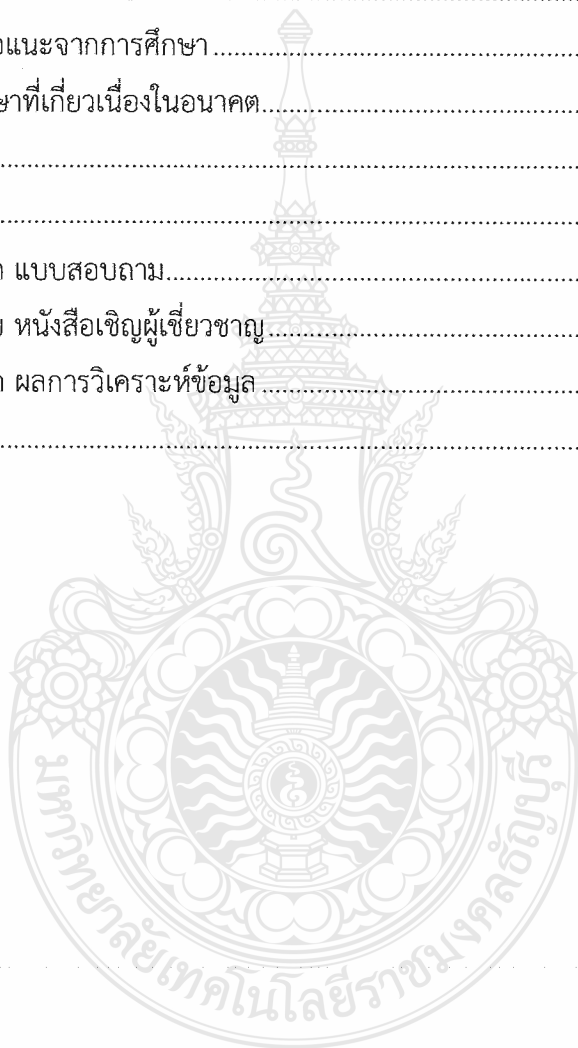 แนะจากการศึกษา
ษาที่เกี่ยวเนื่องในอนาคต
แบบสอบถาม
หนังสือเชิญผู้เชี่ยวชาญ
ผลการวิเคราะห์ข้อมูล
มหาวิทยาลัยเทคโนโลยีราชมงคลธัญบุรี